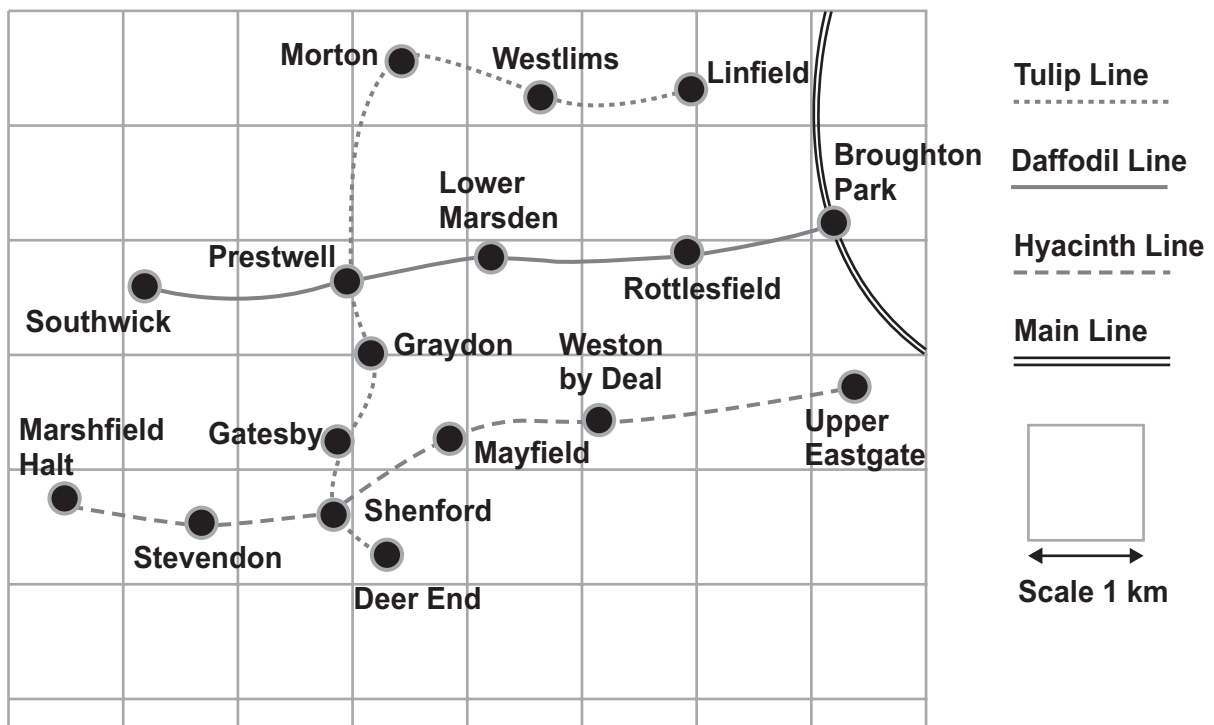 Morton
Westlims
Linfield
Tulip Line
Broughton
Park
Daffodil Line
Lower
Marsden
Prestwell
Hyacinth Line
Rottlesfield
Southwick
Main Line
Graydon
Weston
by Deal
Marshfield
Halt
Gatesby
Mayfield
Upper
Eastgate
Shenford
Stevendon
Deer End
Scale 1 km